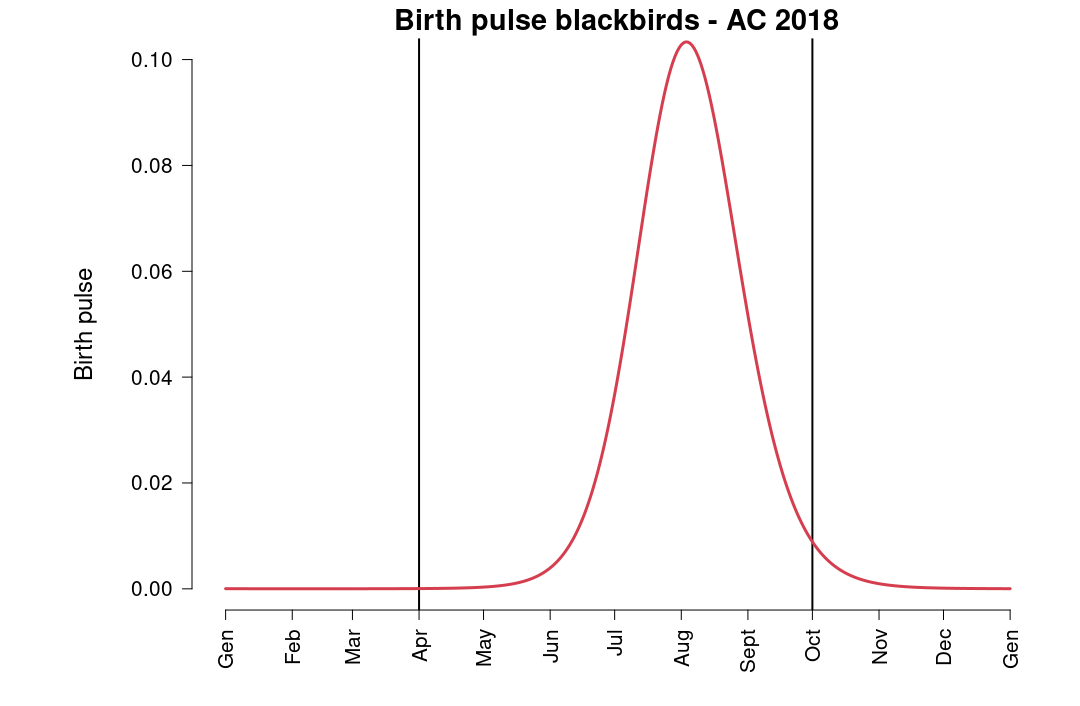 Birth pulse blackbirds - AC 2018
Birth pulse
0.10
0.08
0.06
0.04
0.02
0.00
Gen
Feb
Mar
Apr
May
Jun
Jul
Aug
Sept
Oct
Nov
Dec
Gen